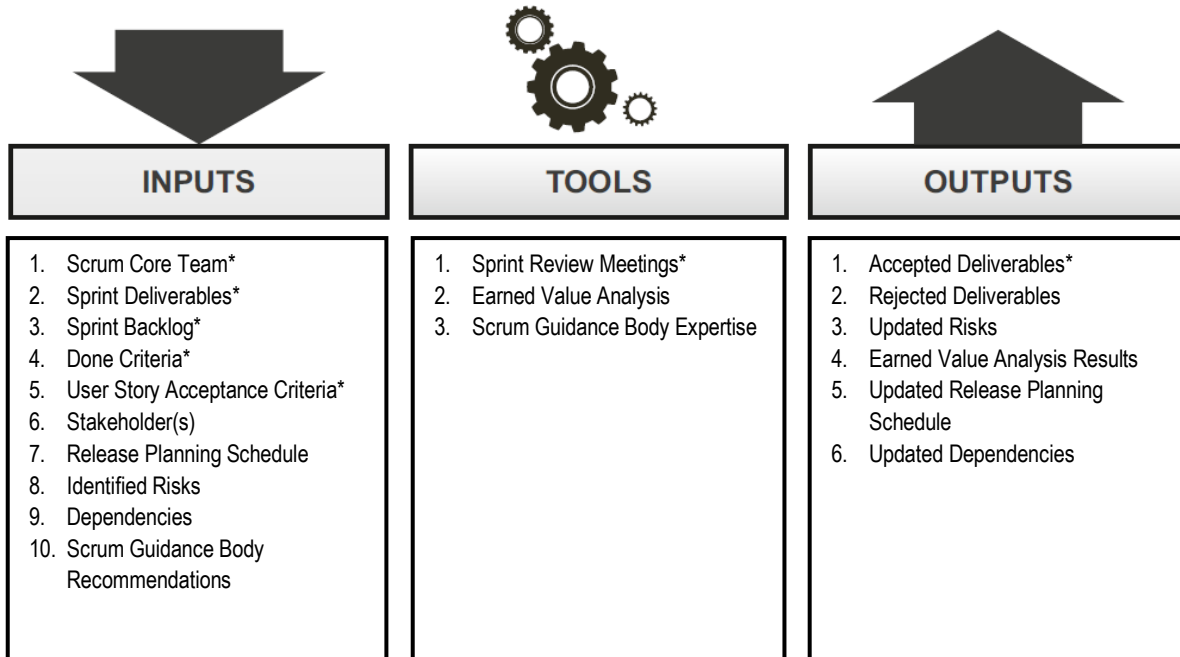 INPUTS
1. Scrum Core Team*
2. Sprint Deliverables*
3. Sprint Backlog*
4. Done Criteria*
5. User Story Acceptance Criteria*
6. Stakeholder(s)
7. Release Planning Schedule
8. Identified Risks
9. Dependencies
10. Scrum Guidance Body
Recommendations
TOOLS
1. Sprint Review Meetings*
2. Earned Value Analysis
3. Scrum Guidance Body Expertise
OUTPUTS
1. Accepted Deliverables*
2. Rejected Deliverables
3. Updated Risks
4. Earned Value Analysis Results
5. Updated Release Planning
Schedule
6. Updated Dependencies